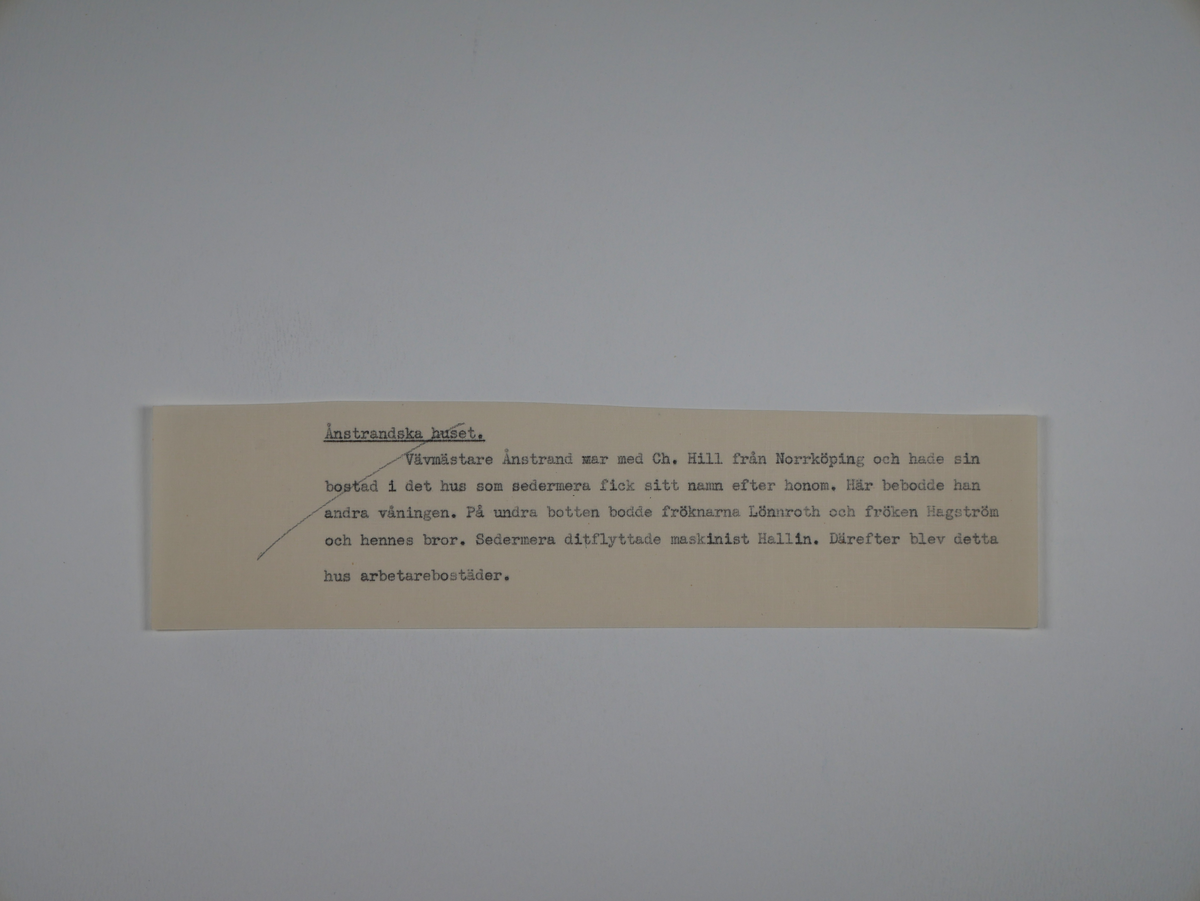 Ånstrandska huset.
Vävmästare Ånstrand war med Ch. Hill från Norrköping och hade sin
bostad i det hus som sedermera fick sitt namn efter honom. Här bebodde han
andra våningen. På undra botten bodde fröknarna Lönnroth och fröken Hagström
och hennes bror. Sedermera ditflyttade maskinist Hallin. Därefter blev detta
hus arbetarebostäder.